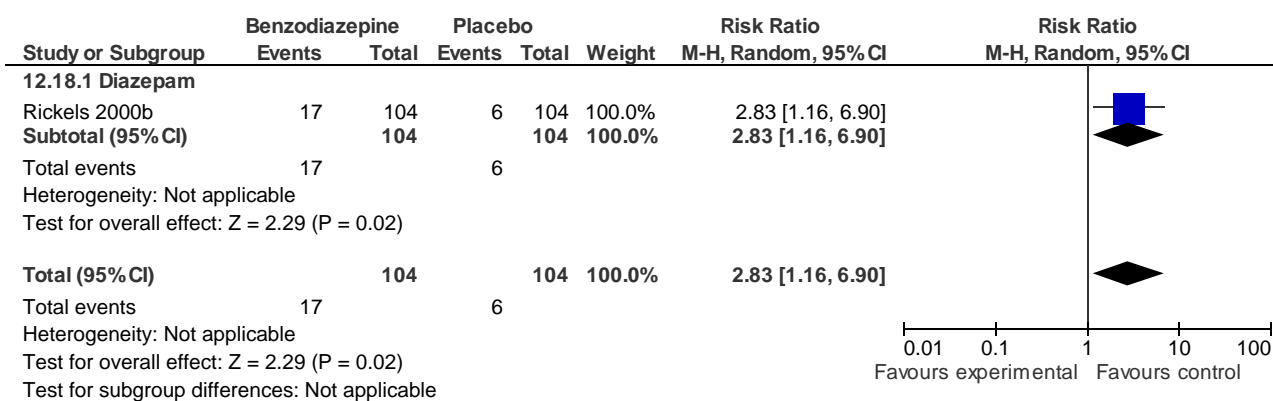 Benzodiazepine Placebo Risk Ratio Risk Ratio
Study or Subgroup Events Total Events Total Weight M-H, Random, 95% CI M-H, Random, 95% CI
12.18.1 Diazepam
Rickels 2000b 17 104 6 104 100.0% 2.83 [1.16, 6.90]
Subtotal (95% CI) 104 104 100.0% 2.83 [1.16, 6.90]
Total events 17 6
Heterogeneity: Not applicable
Test for overall effect: Z = 2.29 (P = 0.02)
Total (95% CI) 104 104 100.0% 2.83 [1.16, 6.90]
Total events 17 6
Heterogeneity: Not applicable
Test for overall effect: Z = 2.29 (P = 0.02)
Test for subgroup differences: Not applicable
0.01 0.1 1 10 100
Favours experimental Favours control